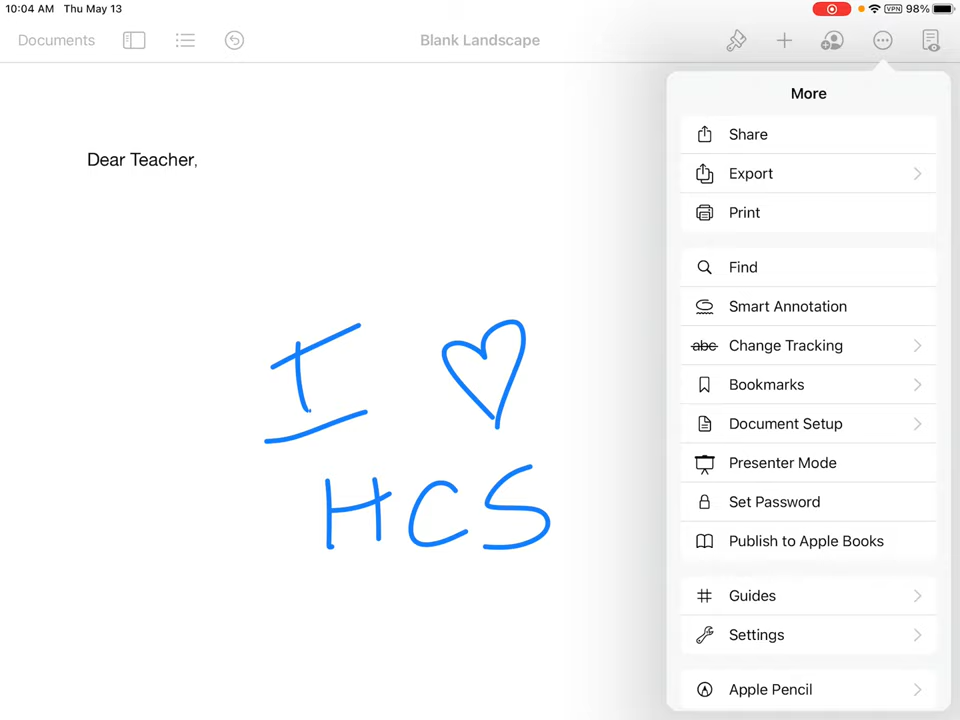 10:04 AM Thu May 13
VPN 98%
Documents
Blank Landscape
More
Share
Export
Print
Find
Smart Annotation
abc Change Tracking
Bookmarks
Document Setup
Presenter Mode
Set Password
Publish to Apple Books
Guides
Settings
Apple Pencil
Dear Teacher,
I ♡
HCS